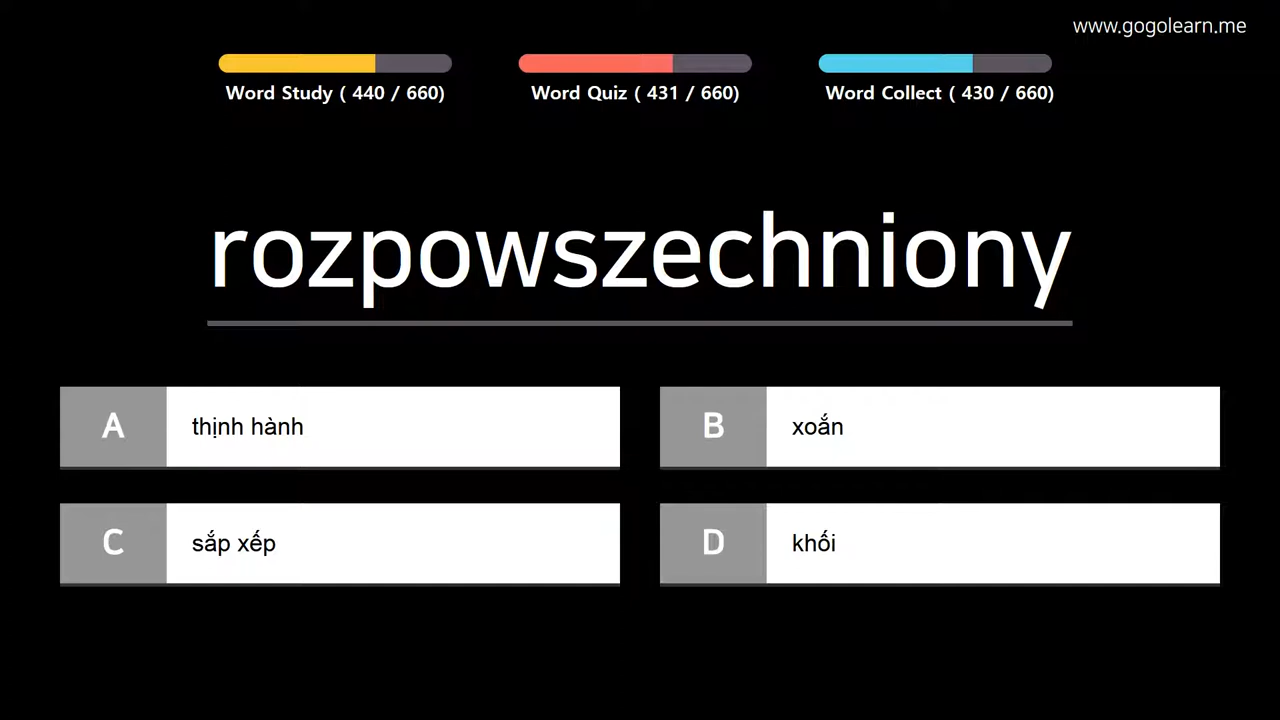 www.gogolearn.me
Word Study ( 440 / 660)
Word Quiz ( 431 / 660)
Word Collect ( 430 / 660)
rozpowszechniony
A thịnh hành
B xoắn
C sắp xếp
D khối